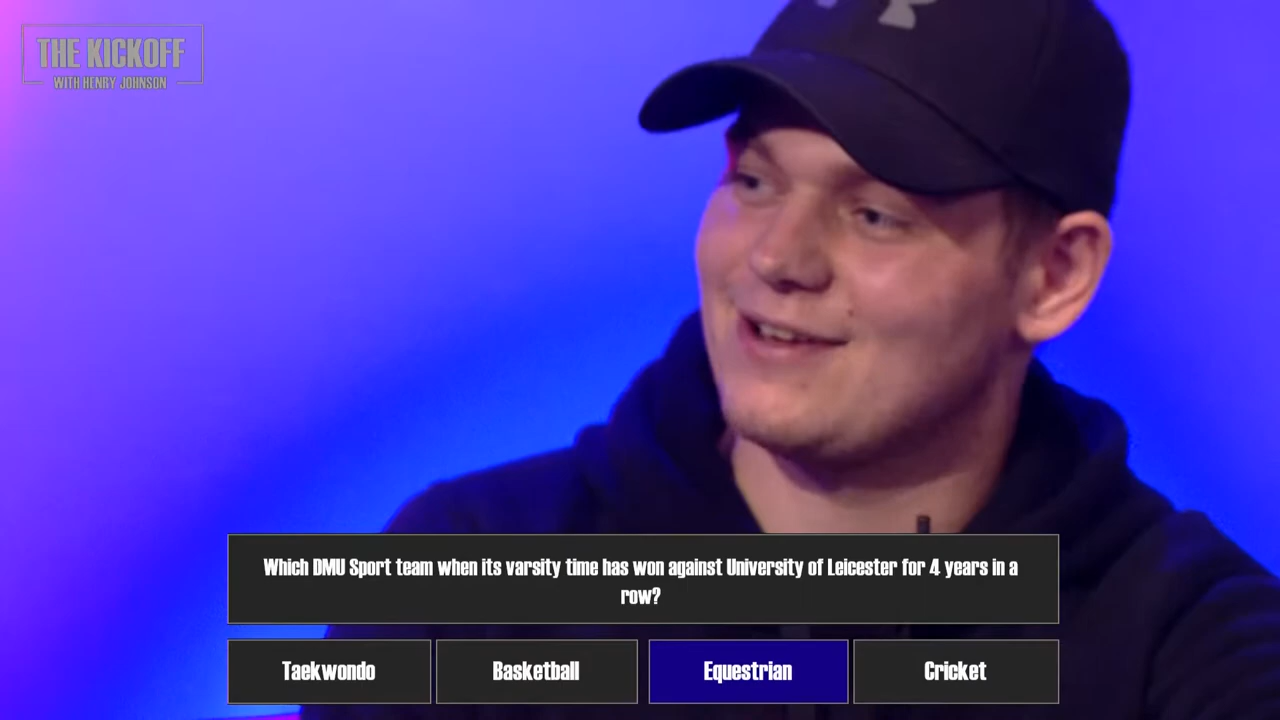 THE KICKOFF
WITH HENRY JOHNSON
Which DMU Sport team when its varsity time has won against University of Leicester for 4 years in a
row?
Taekwondo
Basketball
Equestrian
Cricket